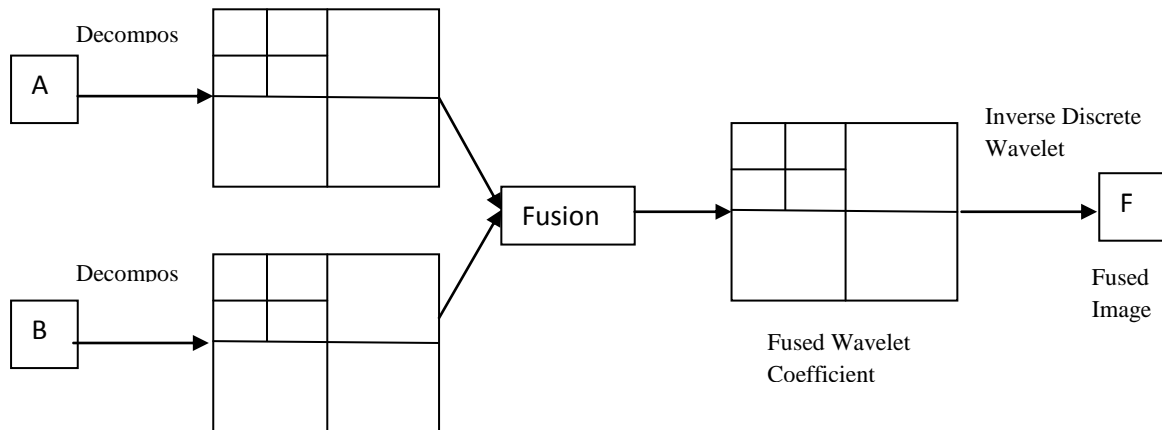 Decompos
A
Decompos
B
Fusion
Fused Wavelet
Coefficient
Inverse Discrete
Wavelet
F
Fused
Image